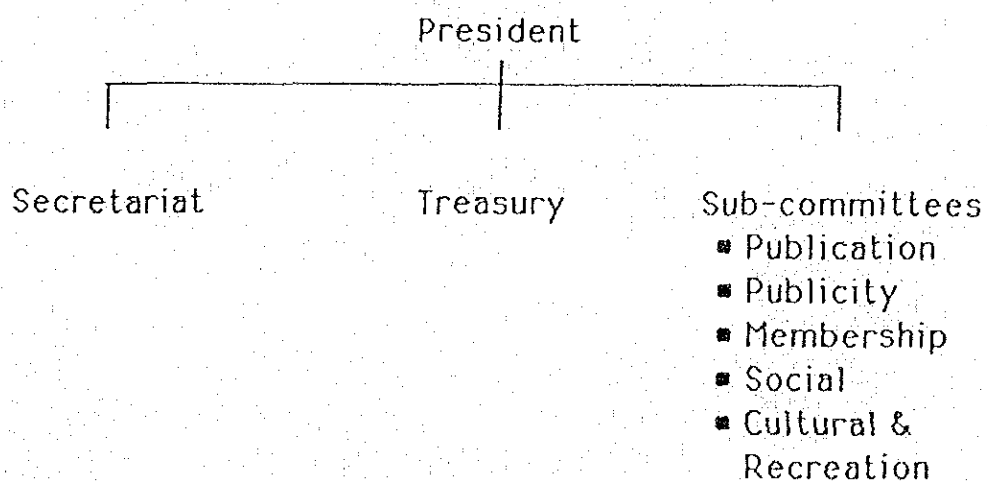 President
Secretariat Treasury Sub-committees
▪ Publication
▪ Publicity
▪ Membership
▪ Social
▪ Cultural &
Recreation